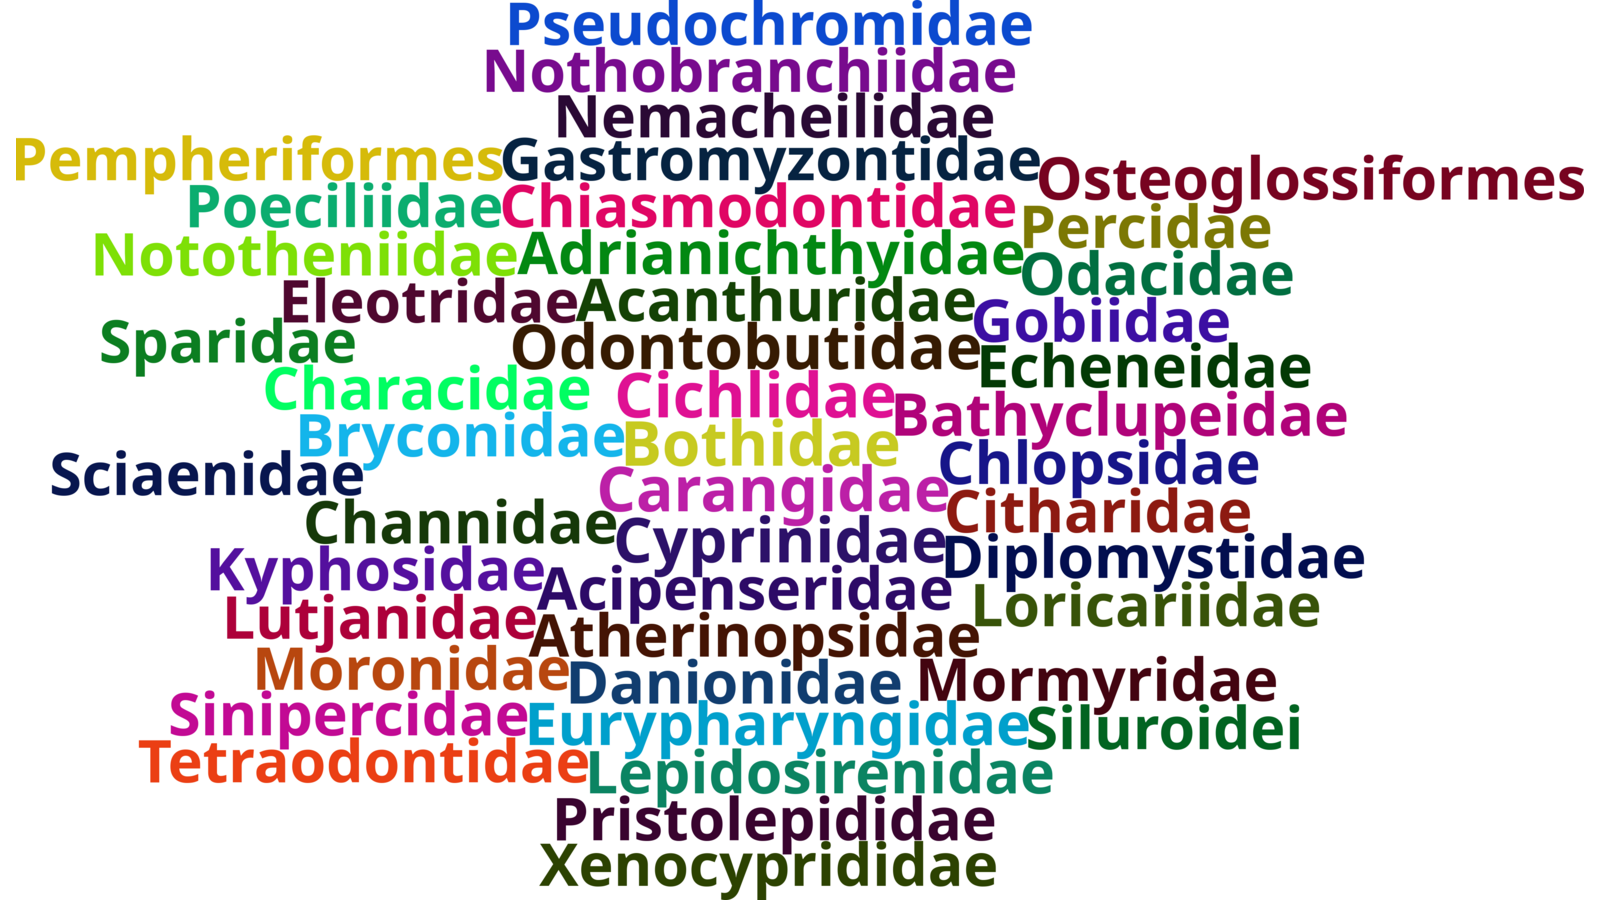 Pseudochromidae
Nothobranchiidae
Nemacheilidae
Pempheriformes Gastromyzontidae Osteoglossiformes
Poeciliidae Chiasmodontidae Percidae
Nototheniidae Adrianichthyidae Odacidae
Eleotridae Acanthuridae Gobiidae
Sparidae Odontobutidae Echeneidae
Characidae Cichlidae Bathyclupeidae
Bryconidae Bothidae Chlopsidae
Sciaenidae Carangidae Citharidae
Channidae Cyprinidae Diplomystidae
Kyphosidae Acipenseridae Loricariidae
Lutjanidae Atherinopsidae
Moronidae Danionidae Mormyridae
Sinipercidae Eurypharyngidae Siluroidei
Tetraodontidae Lepidosirenidae
Pristolepididae
Xenocyprididae